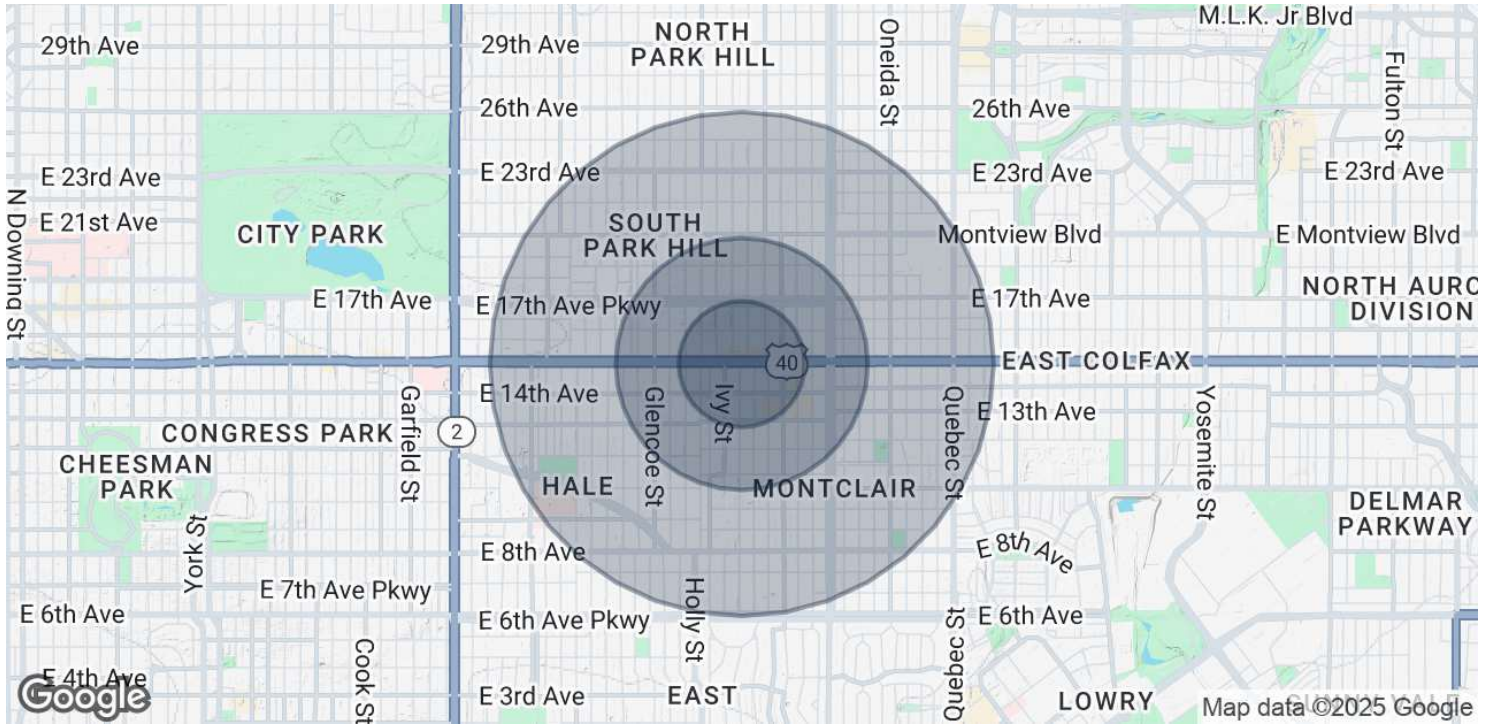 M.L.K. Jr Blvd
29th Ave
29th Ave
NORTH
PARK HILL
Oneida St
Fulton St
26th Ave
26th Ave
E 23rd Ave
E 23rd Ave
E 23rd Ave
E 23rd Ave
N Downing St
E 21st Ave
CITY PARK
SOUTH
PARK HILL
Montview Blvd
E Montview Blvd
E 17th Ave
E 17th Ave Pkwy
E 17th Ave
NORTH AURO
DIVISION
40
EAST COLFAX
Garfield St
E 14th Ave
Glencoe St
Ivy St
Quebec St
E 13th Ave
Yosemite St
2
CONGRESS PARK
CHEESMAN
PARK
HALE
MONTCLAIR
DELMAR
PARKWAY
York St
E 8th Ave
E 8th Ave
E 7th Ave Pkwy
Holly St
E 6th Ave
E 6th Ave Pkwy
Quebec St
E 6th Ave
Cook St
E 4th Ave
E 3rd Ave
EAST
LOWRY
SUNNY VALE
Google
Map data ©2025 Google